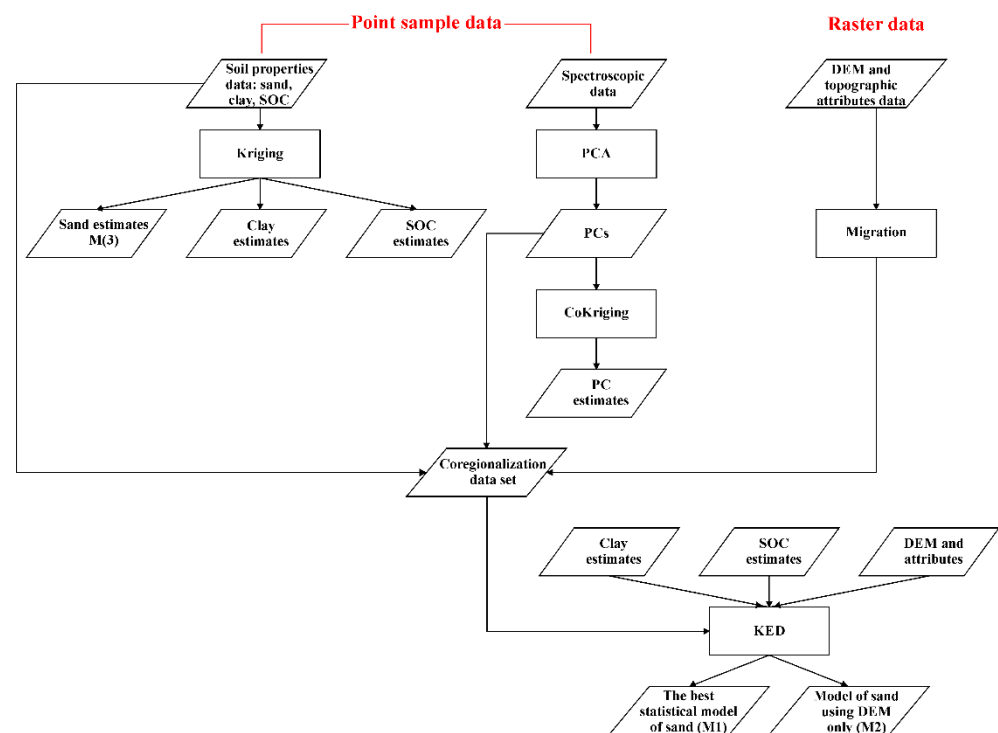 Point sample data
Raster data
Soil properties
data: sand,
clay, SOC
Spectroscopic
data
DEM and
topographic
attributes data
Kriging
PCA
Sand estimates
M(3)
Clay
estimates
SOC
estimates
PCs
Migration
CoKriging
PC
estimates
Coregionalization
data set
Clay
estimates
SOC
estimates
DEM and
attributes
KED
The best
statistical model
of sand (M1)
Model of sand
using DEM
only (M2)